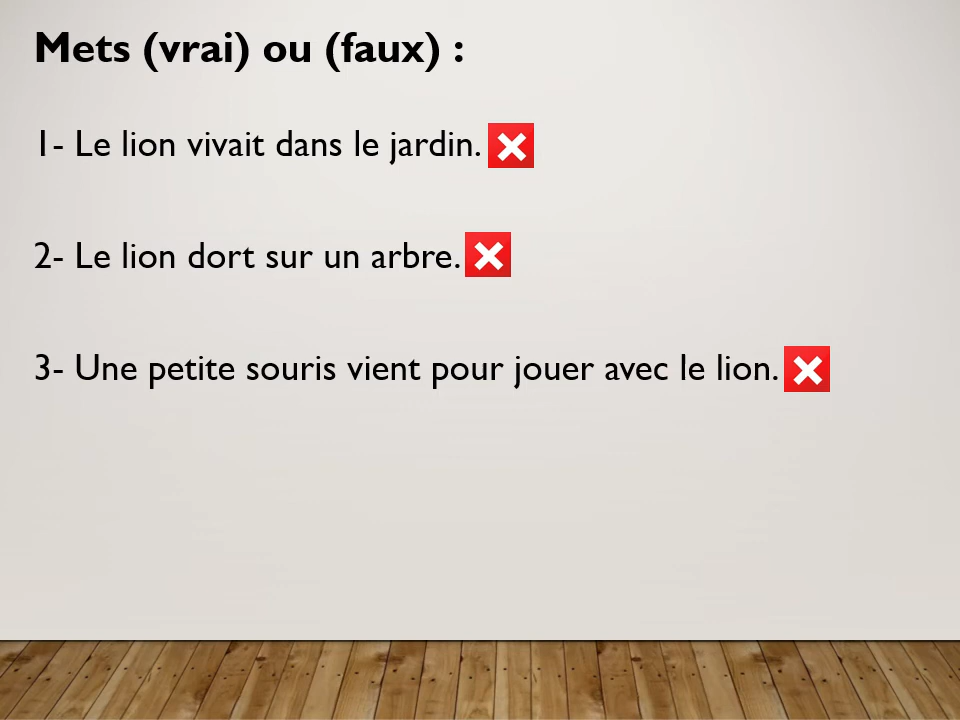 Mets (vrai) ou (faux) :
1- Le lion vivait dans le jardin. ❌
2- Le lion dort sur un arbre. ❌
3- Une petite souris vient pour jouer avec le lion. ❌